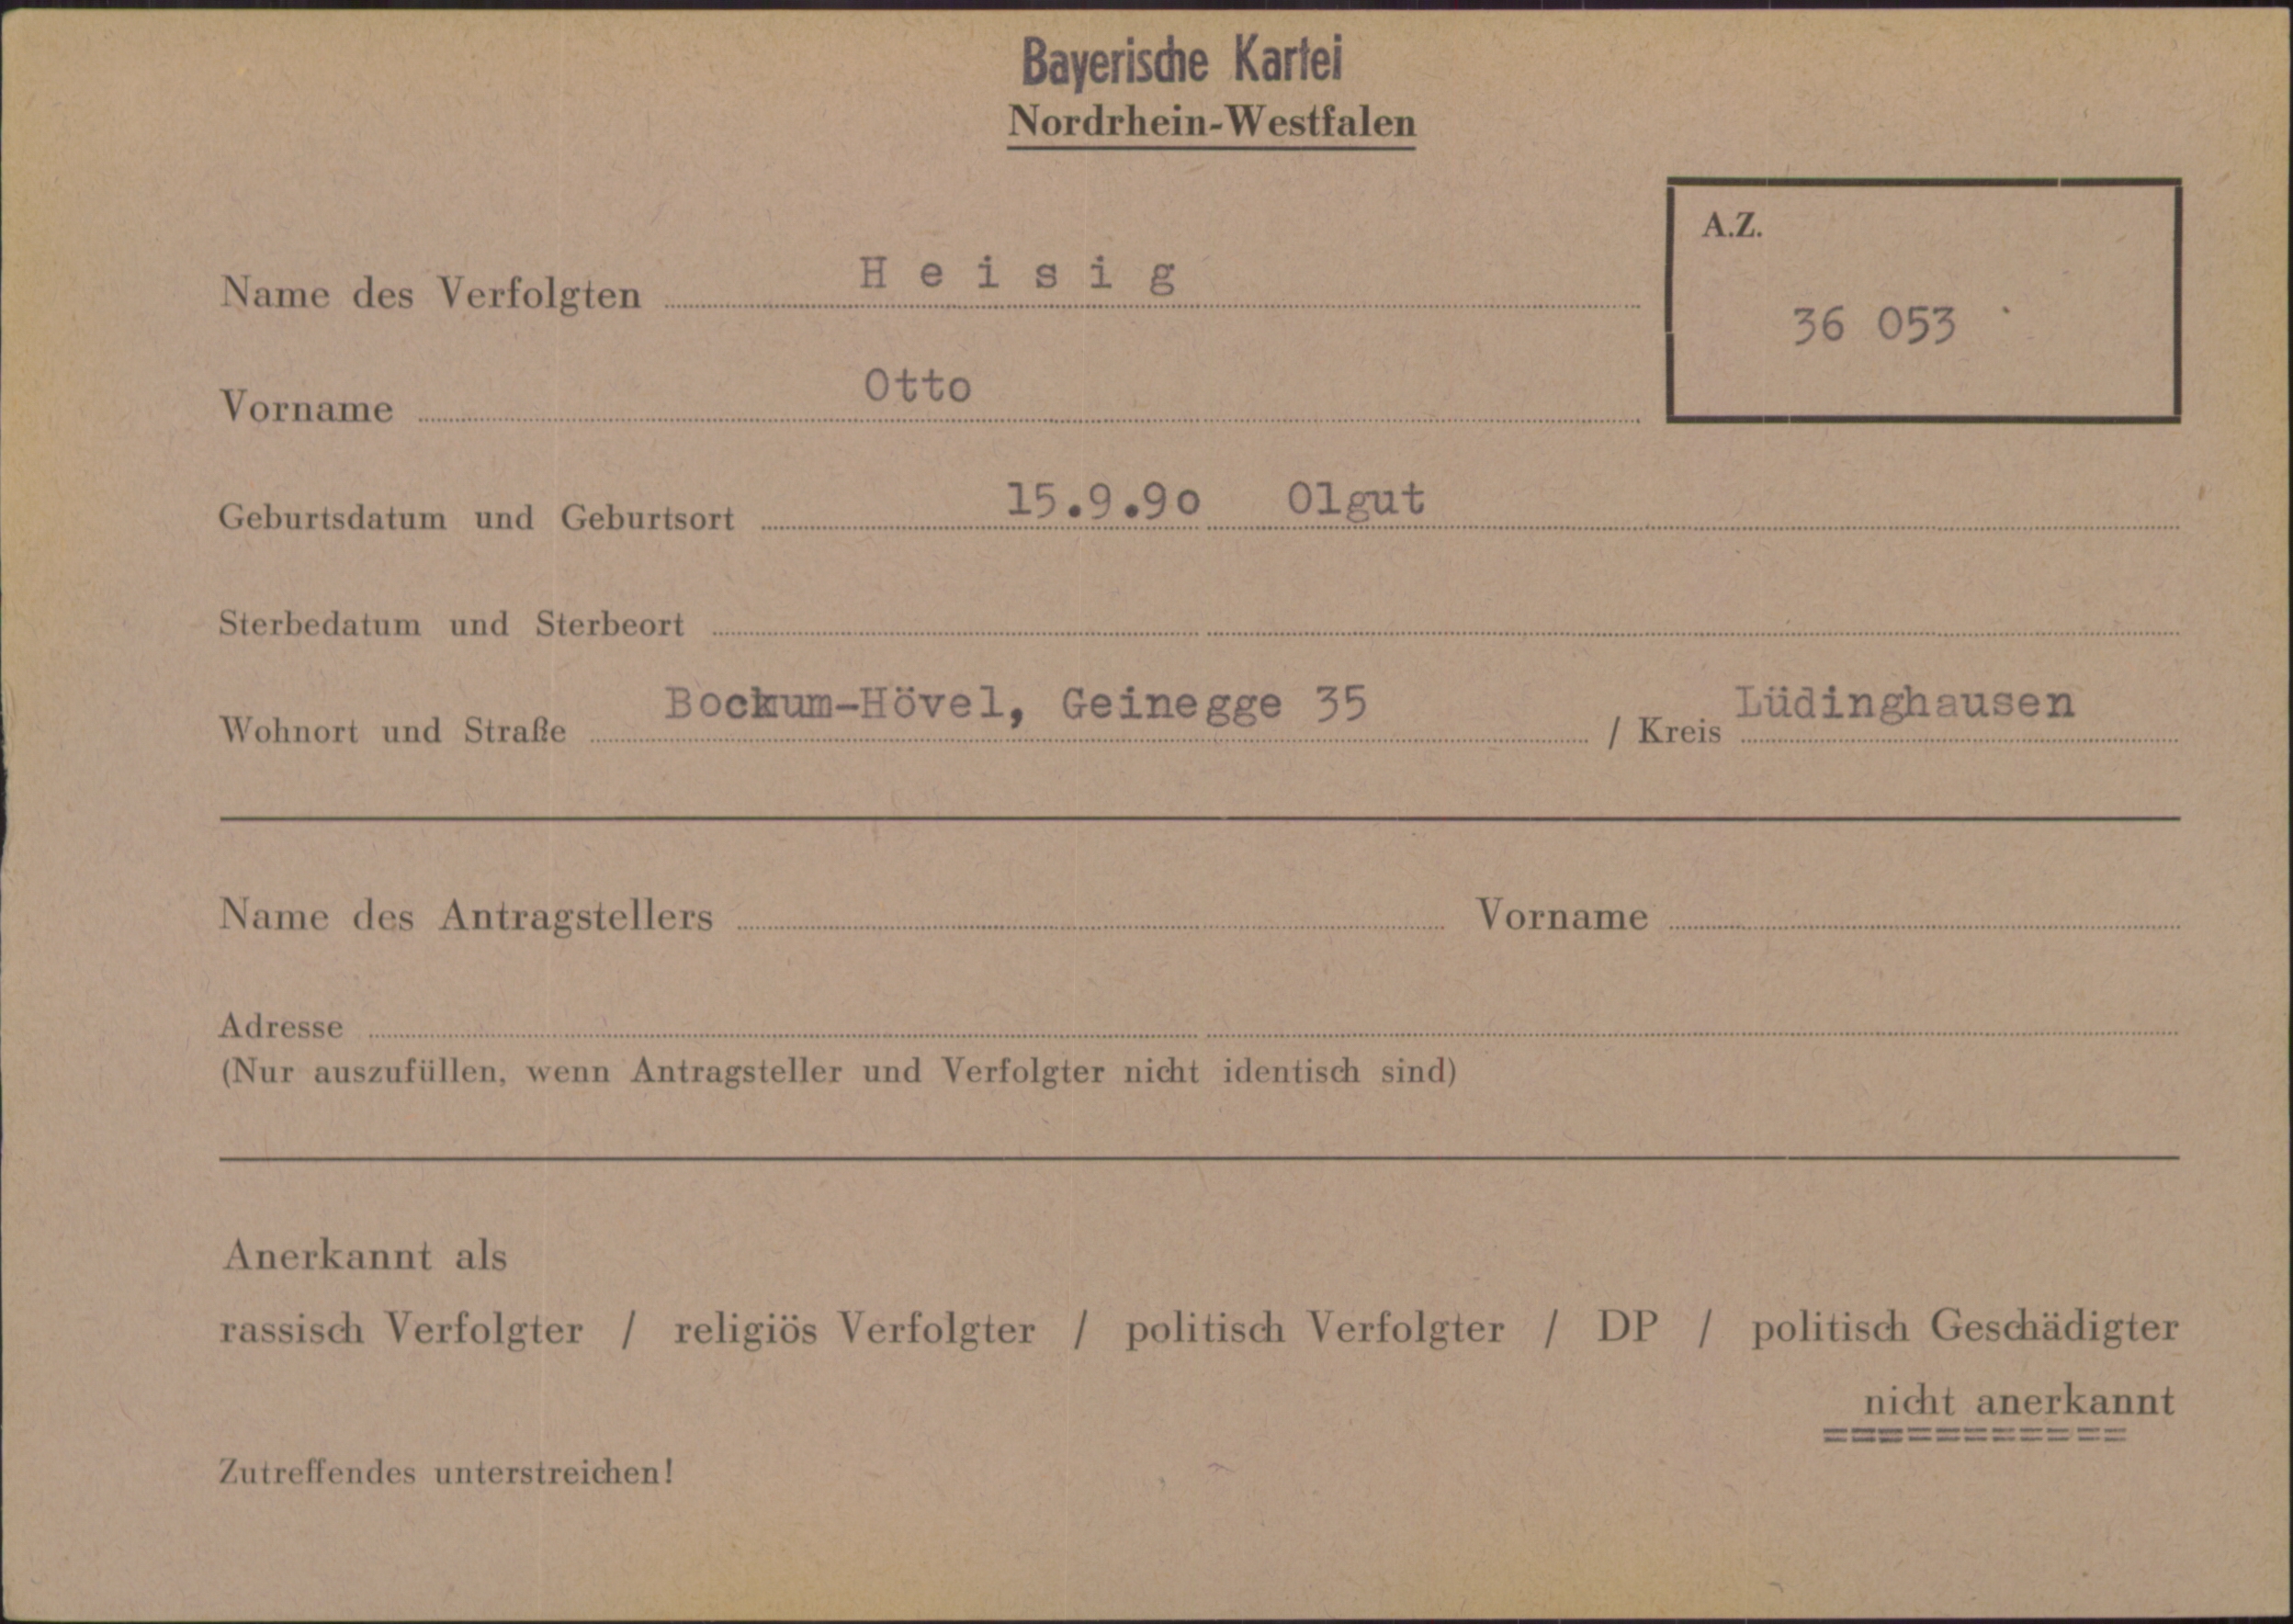 Bayerische Kartei
Nordrhein-Westfalen
A.Z.
36 053
Name des Verfolgten H e i s i g
Vorname Otto
Geburtsdatum und Geburtsort 15.9.90 Olgut
Sterbedatum und Sterbeort
Wohnort und Straße Bockum-Hövel, Geinegge 35 / Kreis Lüdinghausen
Name des Antragstellers Vorname
Adresse
(Nur auszufüllen, wenn Antragsteller und Verfolgter nicht identisch sind)
Anerkannt als
rassisch Verfolgter / religiös Verfolgter / politisch Verfolgter / DP / politisch Geschädigter
nicht anerkannt
Zutreffendes unterstreichen!